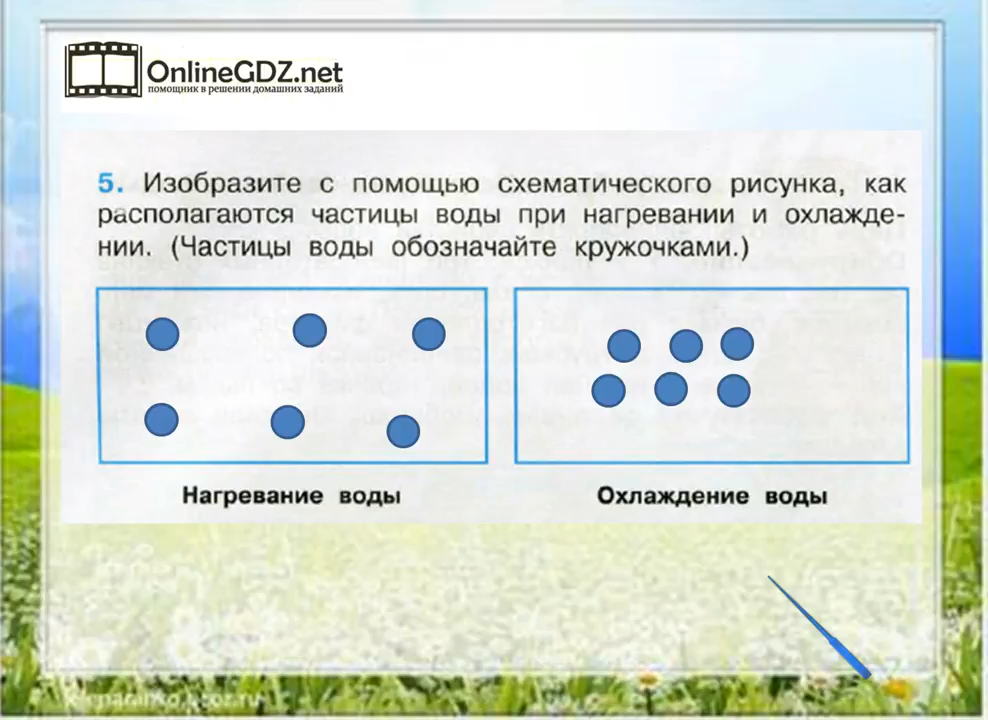 OnlineGDZ.net
помощник в решении домашних заданий
5. Изобразите с помощью схематического рисунка, как
располагаются частицы воды при нагревании и охлажде-
нии. (Частицы воды обозначайте кружочками.)
Нагревание воды
Охлаждение воды